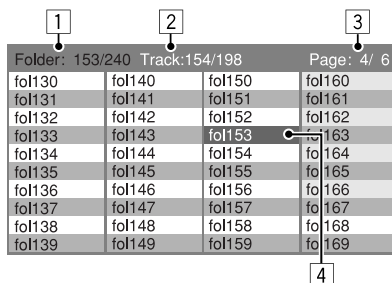 1 2 3
Folder: 153/240 Track:154/198 Page: 4/ 6
fol130 fol140 fol150 fol160
fol131 fol141 fol151 fol161
fol132 fol142 fol152 fol162
fol133 fol143 fol153 fol163
fol134 fol144 fol154 fol164
fol135 fol145 fol155 fol165
fol136 fol146 fol156 fol166
fol137 fol147 fol157 fol167
fol138 fol148 fol158 fol168
fol139 fol149 fol159 fol169
4